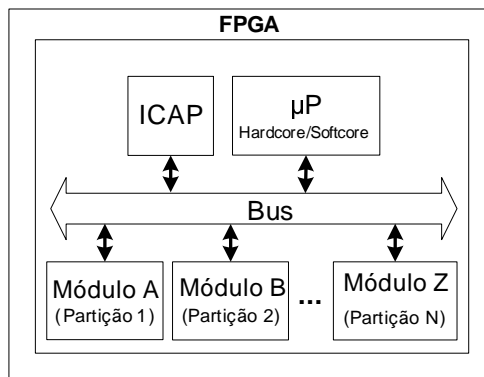 FPGA
ICAP
µP
Hardcore/Softcore
Bus
Módulo A
(Partição 1)
Módulo B
(Partição 2)
...
Módulo Z
(Partição N)